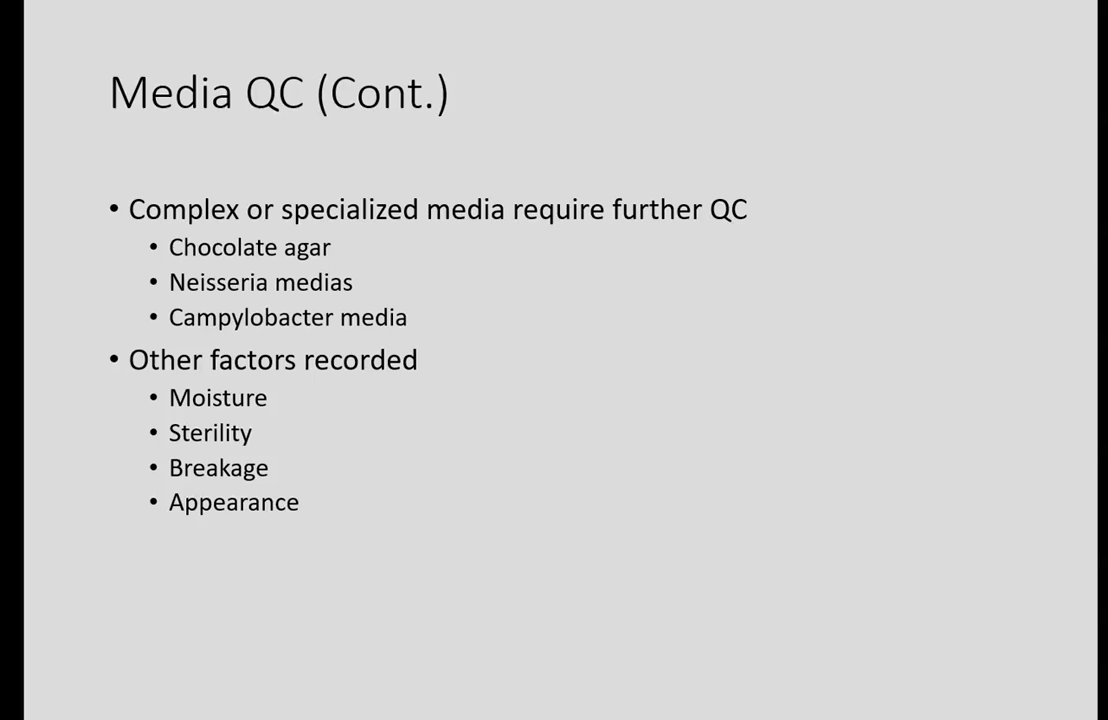 Media QC (Cont.)
• Complex or specialized media require further QC
• Chocolate agar
• Neisseria medias
• Campylobacter media
• Other factors recorded
• Moisture
• Sterility
• Breakage
• Appearance